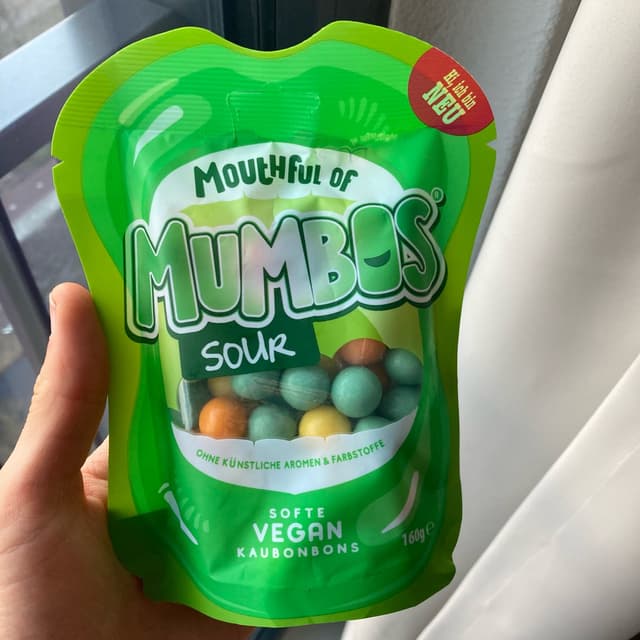 Hi, ich bin
NEU
MOUTHFUL OF
MUMBOS®
SOUR
OHNE KÜNSTLICHE AROMEN & FARBSTOFFE
SOFTE
VEGAN
KAUBONBONS
160g ℮